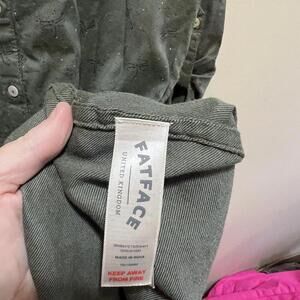 FATFACE
UNITED KINGDOM
MADE IN INDIA
KEEP AWAY
FROM FIRE